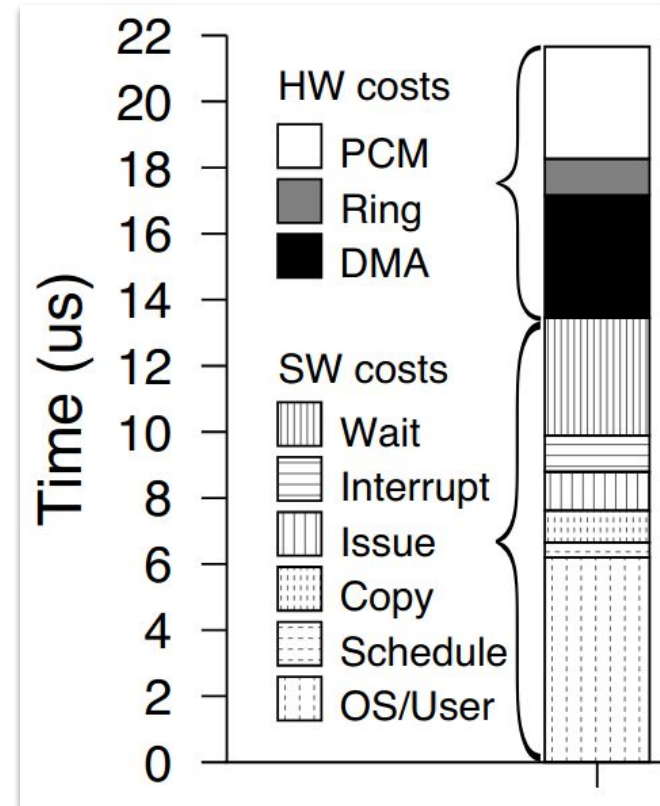 Time (us)
22
20
18
16
14
12
10
8
6
4
2
0
HW costs
PCM
Ring
DMA
SW costs
Wait
Interrupt
Issue
Copy
Schedule
OS/User